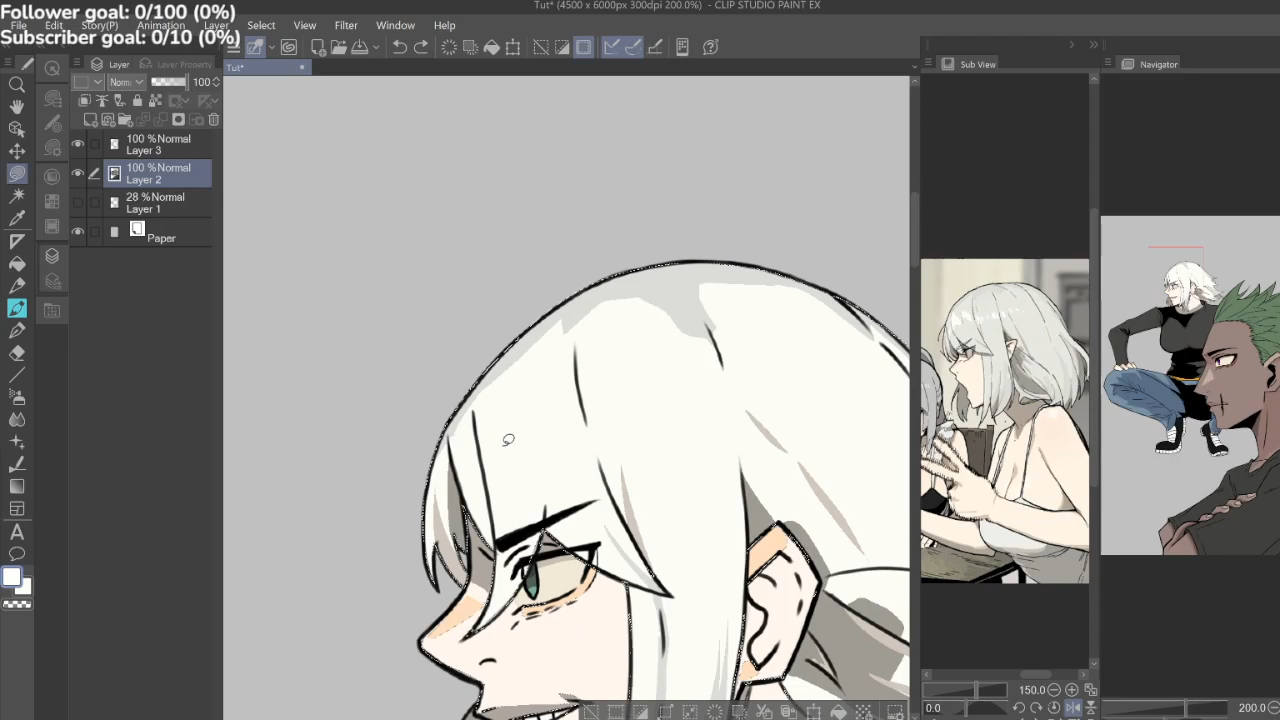 Tut* (4500 x 6000px 300dpi 200.0%) - CLIP STUDIO PAINT EX
Follower goal: 0/100 (0%)
File Edit Story(P) Animation Layer Select View Filter Window Help
Subscriber goal: 0/10 (0%)
Layer Layer Property
Tut*
Sub View
Navigator
Norm 100
100 %Normal
Layer 3
100 %Normal
Layer 2
28 %Normal
Layer 1
Paper
A
150.0
0.0
200.0